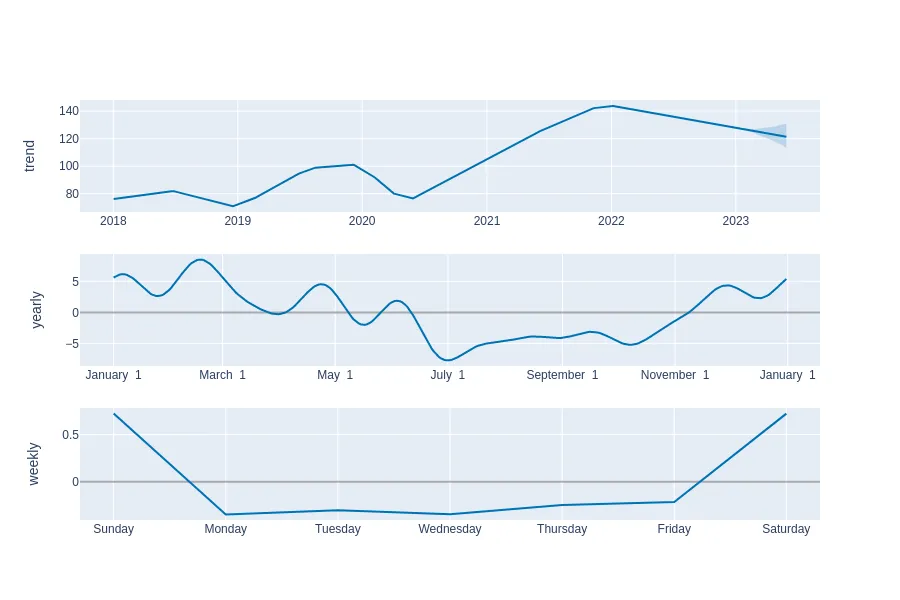 trend
140
120
100
80
2018 2019 2020 2021 2022 2023
yearly
5
0
−5
January 1 March 1 May 1 July 1 September 1 November 1 January 1
weekly
0.5
0
Sunday Monday Tuesday Wednesday Thursday Friday Saturday